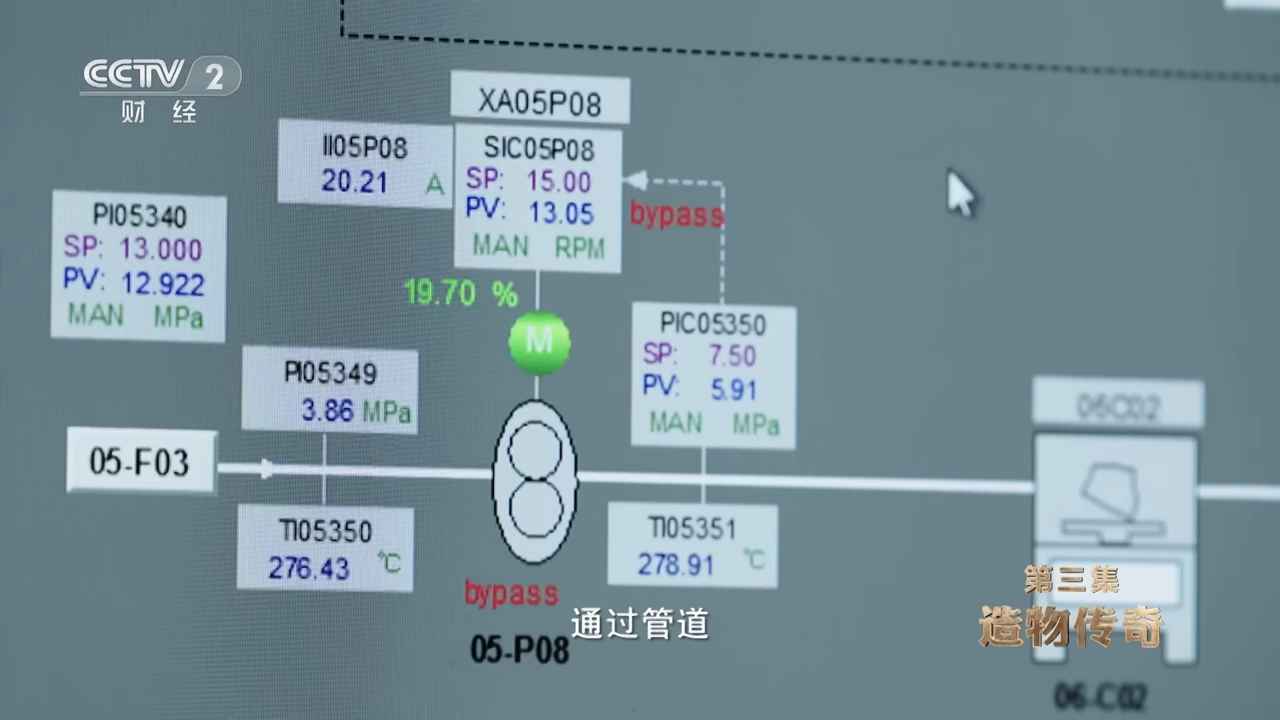 CCTV 2
财 经
XA05P08
II05P08
20.21 A
SIC05P08
SP: 15.00
PV: 13.05
MAN RPM
bypass
PI05340
SP: 13.000
PV: 12.922
MAN MPa
19.70 %
M
PIC05350
SP: 7.50
PV: 5.91
MAN MPa
PI05349
3.86 MPa
06C02
05-F03
TI05350
276.43 ℃
TI05351
278.91 ℃
bypass
05-P08
通过管道
第三集
造物传奇
06-C02